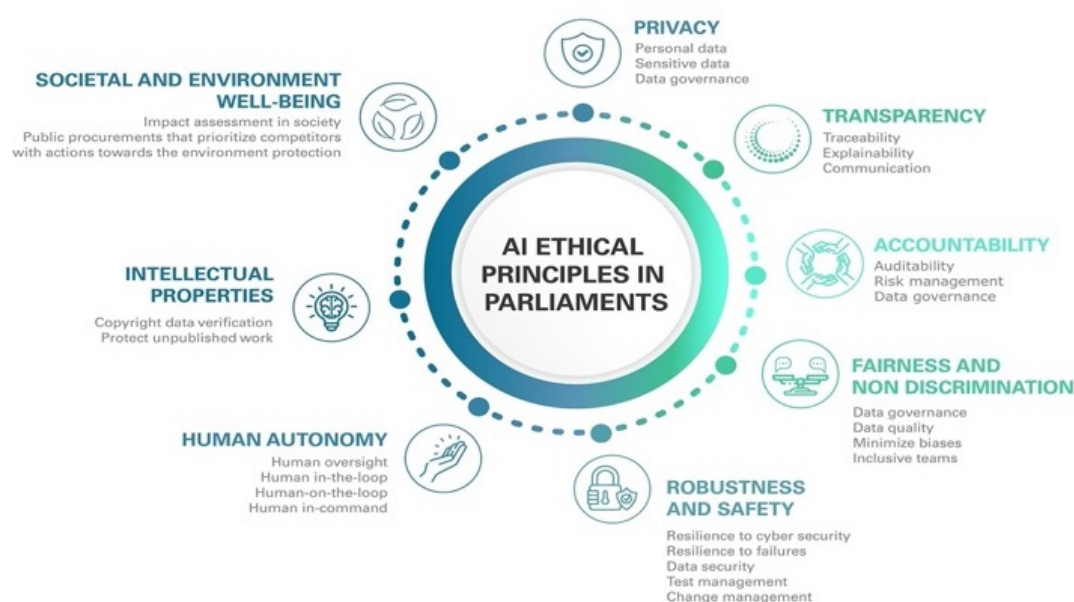 AI ETHICAL
PRINCIPLES IN
PARLIAMENTS
PRIVACY
Personal data
Sensitive data
Data governance
TRANSPARENCY
Traceability
Explainability
Communication
ACCOUNTABILITY
Auditability
Risk management
Data governance
FAIRNESS AND
NON DISCRIMINATION
Data governance
Data quality
Minimize biases
Inclusive teams
ROBUSTNESS
AND SAFETY
Resilience to cyber security
Resilience to failures
Data security
Test management
Change management
HUMAN AUTONOMY
Human oversight
Human in-the-loop
Human-on-the-loop
Human in-command
INTELLECTUAL
PROPERTIES
Copyright data verification
Protect unpublished work
SOCIETAL AND ENVIRONMENT
WELL-BEING
Impact assessment in society
Public procurements that prioritize competitors
with actions towards the environment protection